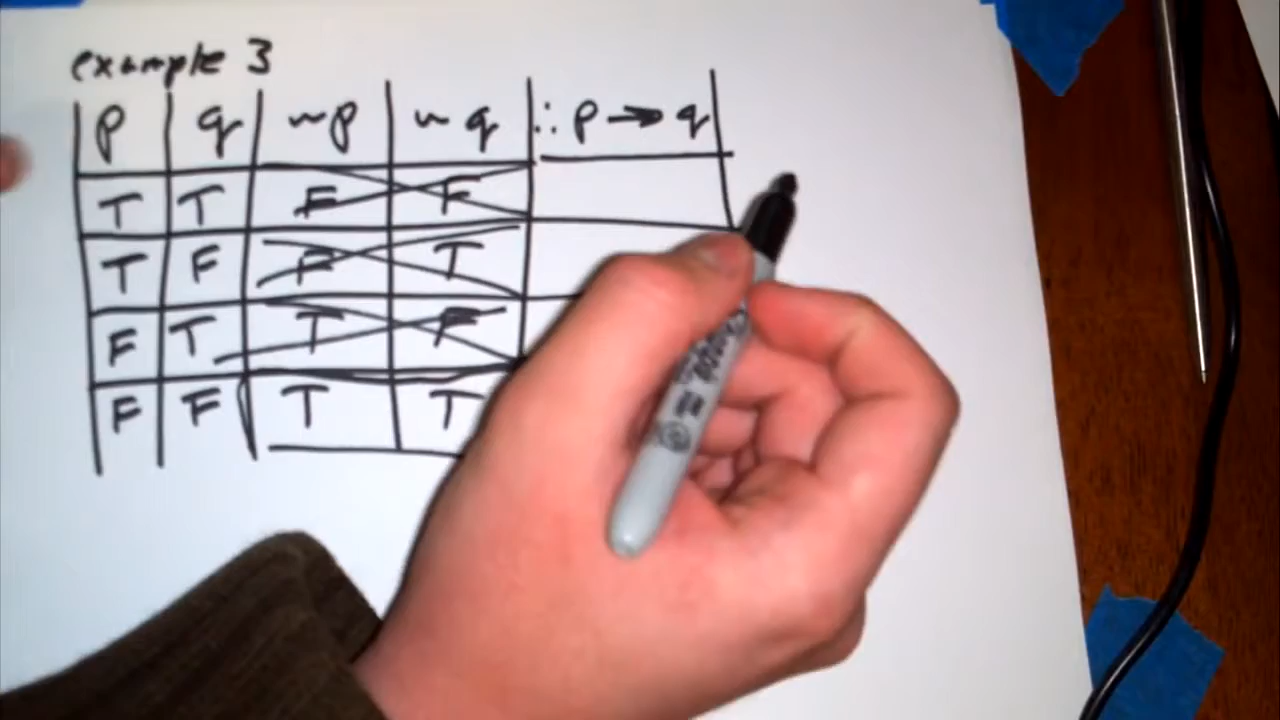 example 3
p q ~p ~q ∴ p → q
T T F F
T F F T
F T T F
F F T T